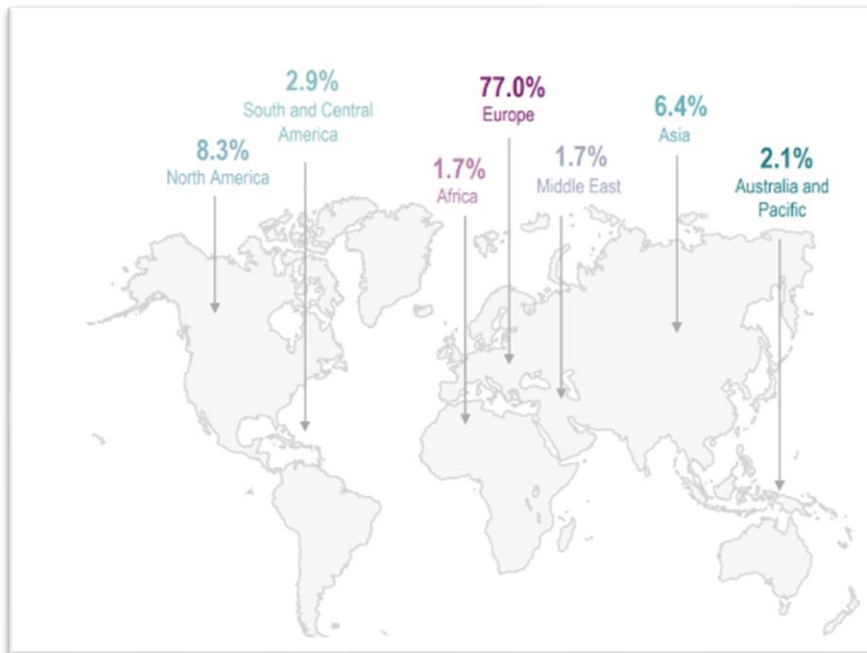 8.3%
North America
2.9%
South and Central
America
1.7%
Africa
77.0%
Europe
1.7%
Middle East
6.4%
Asia
2.1%
Australia and
Pacific